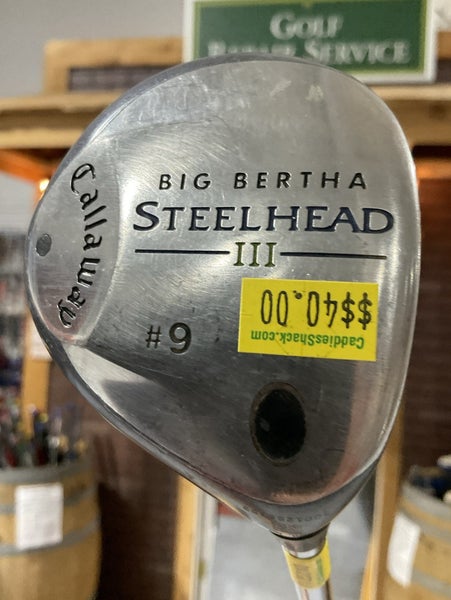 GOLF
REPAIR SERVICE
BIG BERTHA
STEELHEAD
III
Callaway
#9
$$40.00
CaddiesShack.com